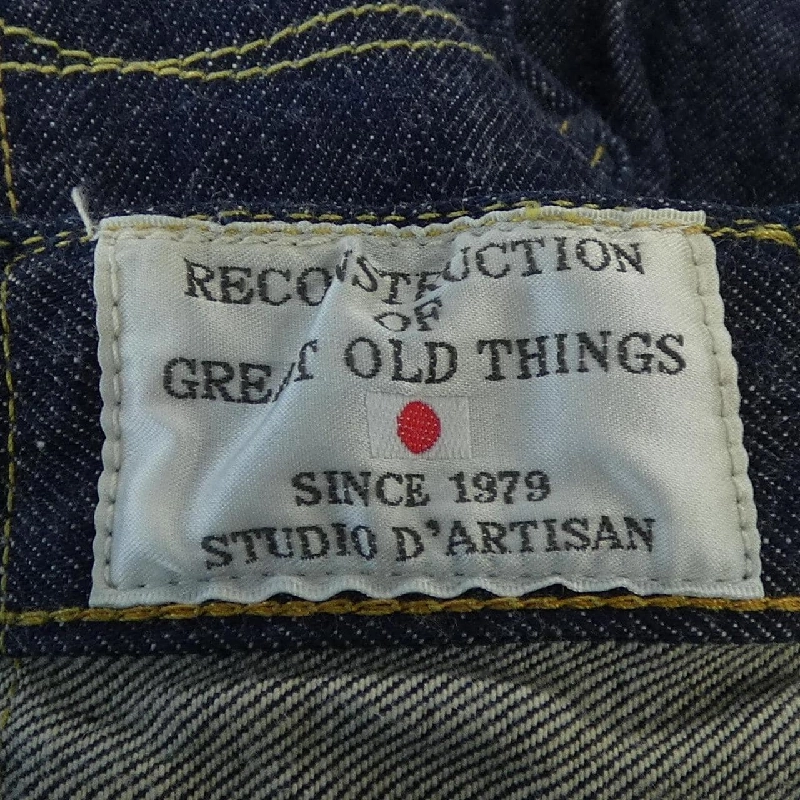 RECONSTRUCTION
OF
GREAT OLD THINGS
SINCE 1979
STUDIO D'ARTISAN